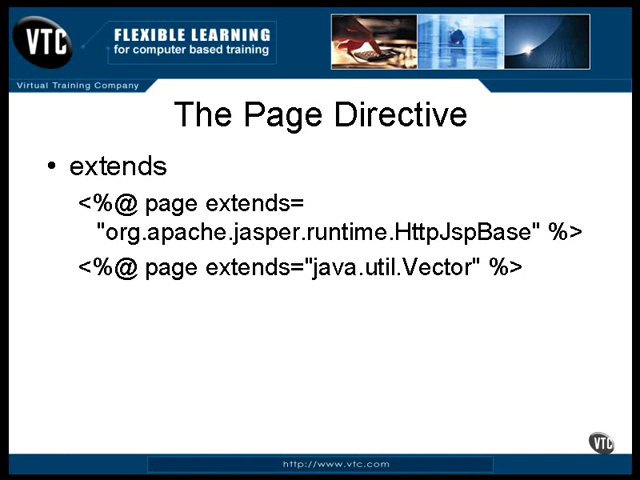 VTC
FLEXIBLE LEARNING
for computer based training
Virtual Training Company
The Page Directive
• extends
<%@ page extends=
"org.apache.jasper.runtime.HttpJspBase" %>
<%@ page extends="java.util.Vector" %>
VTC
http://www.vtc.com